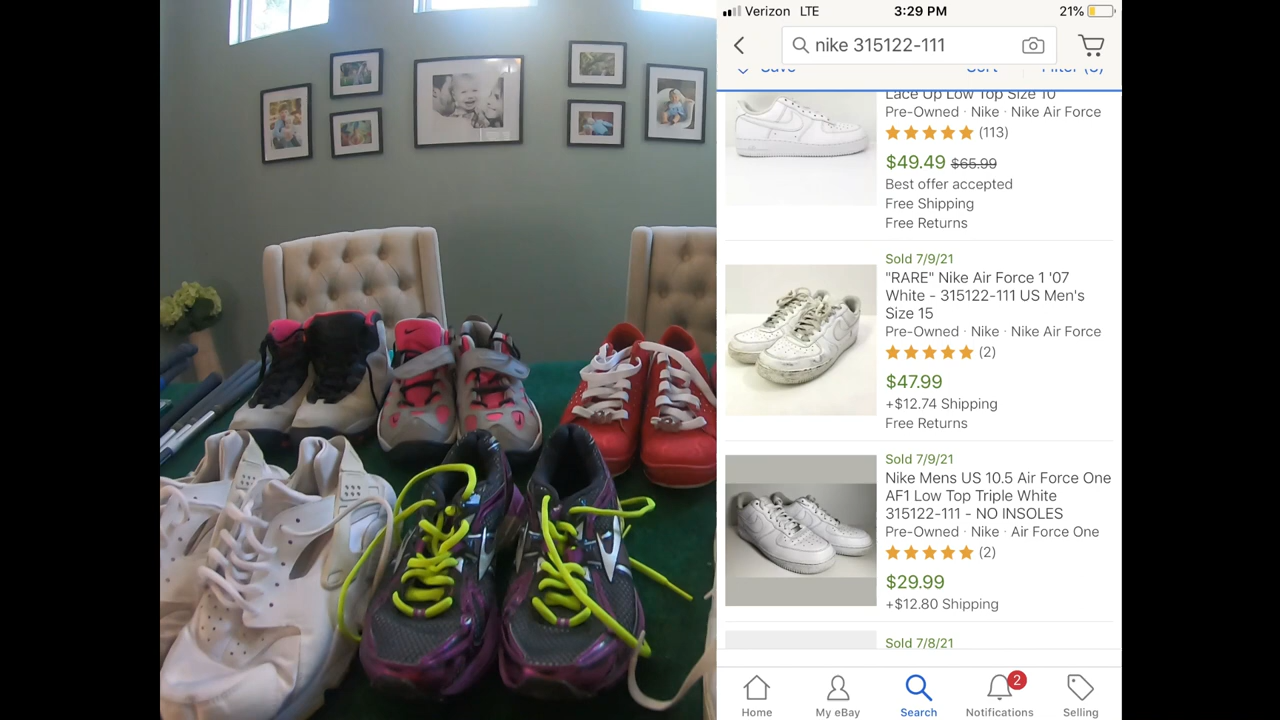 Verizon LTE 3:29 PM 21%
nike 315122-111
Save Sort Filter (6)
Lace Up Low Top Size 10
Pre-Owned · Nike · Nike Air Force
(113)
$49.49 $65.99
Best offer accepted
Free Shipping
Free Returns
Sold 7/9/21
"RARE" Nike Air Force 1 '07
White - 315122-111 US Men's
Size 15
Pre-Owned · Nike · Nike Air Force
(2)
$47.99
+$12.74 Shipping
Free Returns
Sold 7/9/21
Nike Mens US 10.5 Air Force One
AF1 Low Top Triple White
315122-111 - NO INSOLES
Pre-Owned · Nike · Air Force One
(2)
$29.99
+$12.80 Shipping
Sold 7/8/21
2
Home My eBay Search Notifications Selling